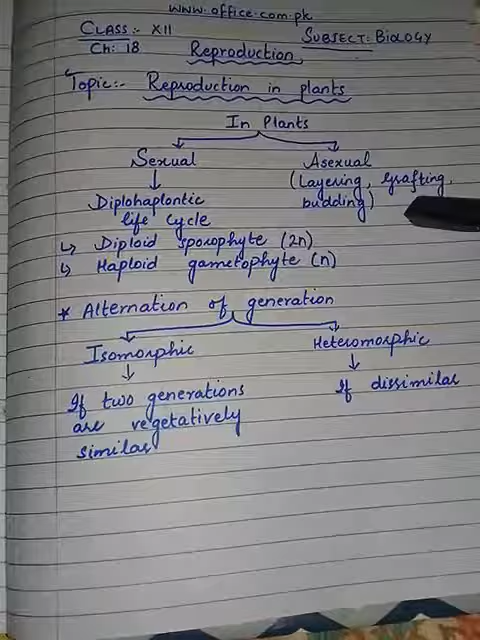 www.office.com.pk
CLASS:- XII
SUBJECT: BIOLOGY
Ch: 18
Reproduction
Topic:- Reproduction in plants
In Plants
Sexual
Asexual
(Layering, Grafting,
budding)
Diplohaplontic
life cycle
↳ Diploid sporophyte (2n)
↳ Haploid gametophyte (n)
* Alternation of generation
Isomorphic
Heteromorphic
If two generations
are vegetatively
similar
If dissimilar